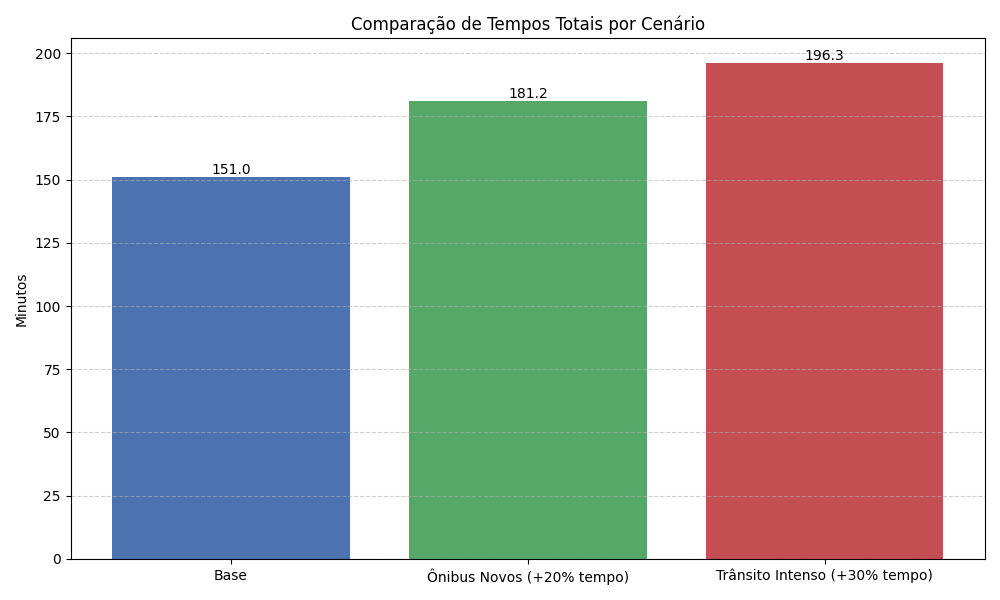 Comparação de Tempos Totais por Cenário
Minutos
200
175
150
125
100
75
50
25
0
151.0
181.2
196.3
Base
Ônibus Novos (+20% tempo)
Trânsito Intenso (+30% tempo)